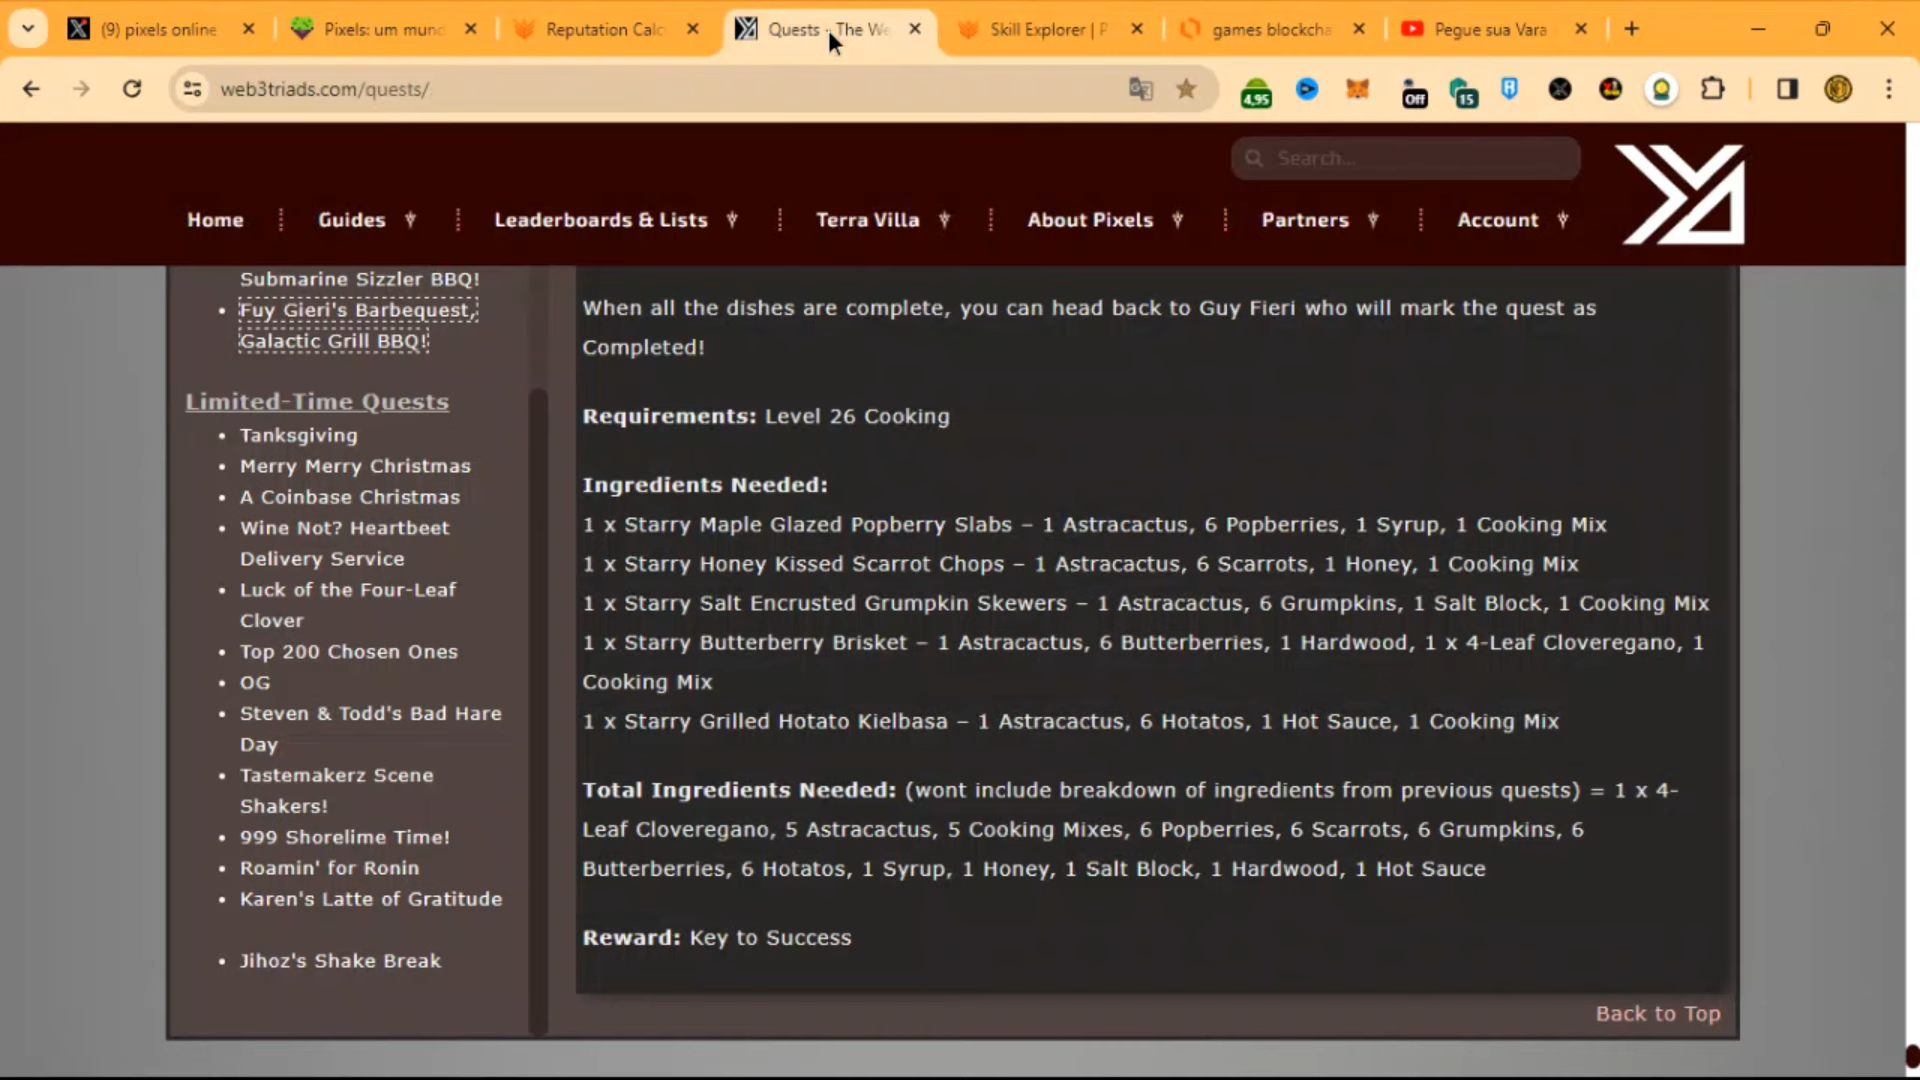 (9) pixels online
Pixels: um mund
Reputation Calc
Quests - The We
Skill Explorer | P
games blockcha
Pegue sua Vara
web3triads.com/quests/
4,95
Off
15
Search...
Home
Guides
Leaderboards & Lists
Terra Villa
About Pixels
Partners
Account
Submarine Sizzler BBQ!
Fuy Gieri's Barbequest,
Galactic Grill BBQ!
Limited-Time Quests
Tanksgiving
Merry Merry Christmas
A Coinbase Christmas
Wine Not? Heartbeet
Delivery Service
Luck of the Four-Leaf
Clover
Top 200 Chosen Ones
OG
Steven & Todd's Bad Hare
Day
Tastemakerz Scene
Shakers!
999 Shorelime Time!
Roamin' for Ronin
Karen's Latte of Gratitude
Jihoz's Shake Break
When all the dishes are complete, you can head back to Guy Fieri who will mark the quest as
Completed!
Requirements: Level 26 Cooking
Ingredients Needed:
1 x Starry Maple Glazed Popberry Slabs – 1 Astracactus, 6 Popberries, 1 Syrup, 1 Cooking Mix
1 x Starry Honey Kissed Scarrot Chops – 1 Astracactus, 6 Scarrots, 1 Honey, 1 Cooking Mix
1 x Starry Salt Encrusted Grumpkin Skewers – 1 Astracactus, 6 Grumpkins, 1 Salt Block, 1 Cooking Mix
1 x Starry Butterberry Brisket – 1 Astracactus, 6 Butterberries, 1 Hardwood, 1 x 4-Leaf Cloveregano, 1
Cooking Mix
1 x Starry Grilled Hotato Kielbasa – 1 Astracactus, 6 Hotatos, 1 Hot Sauce, 1 Cooking Mix
Total Ingredients Needed: (wont include breakdown of ingredients from previous quests) = 1 x 4-
Leaf Cloveregano, 5 Astracactus, 5 Cooking Mixes, 6 Popberries, 6 Scarrots, 6 Grumpkins, 6
Butterberries, 6 Hotatos, 1 Syrup, 1 Honey, 1 Salt Block, 1 Hardwood, 1 Hot Sauce
Reward: Key to Success
Back to Top